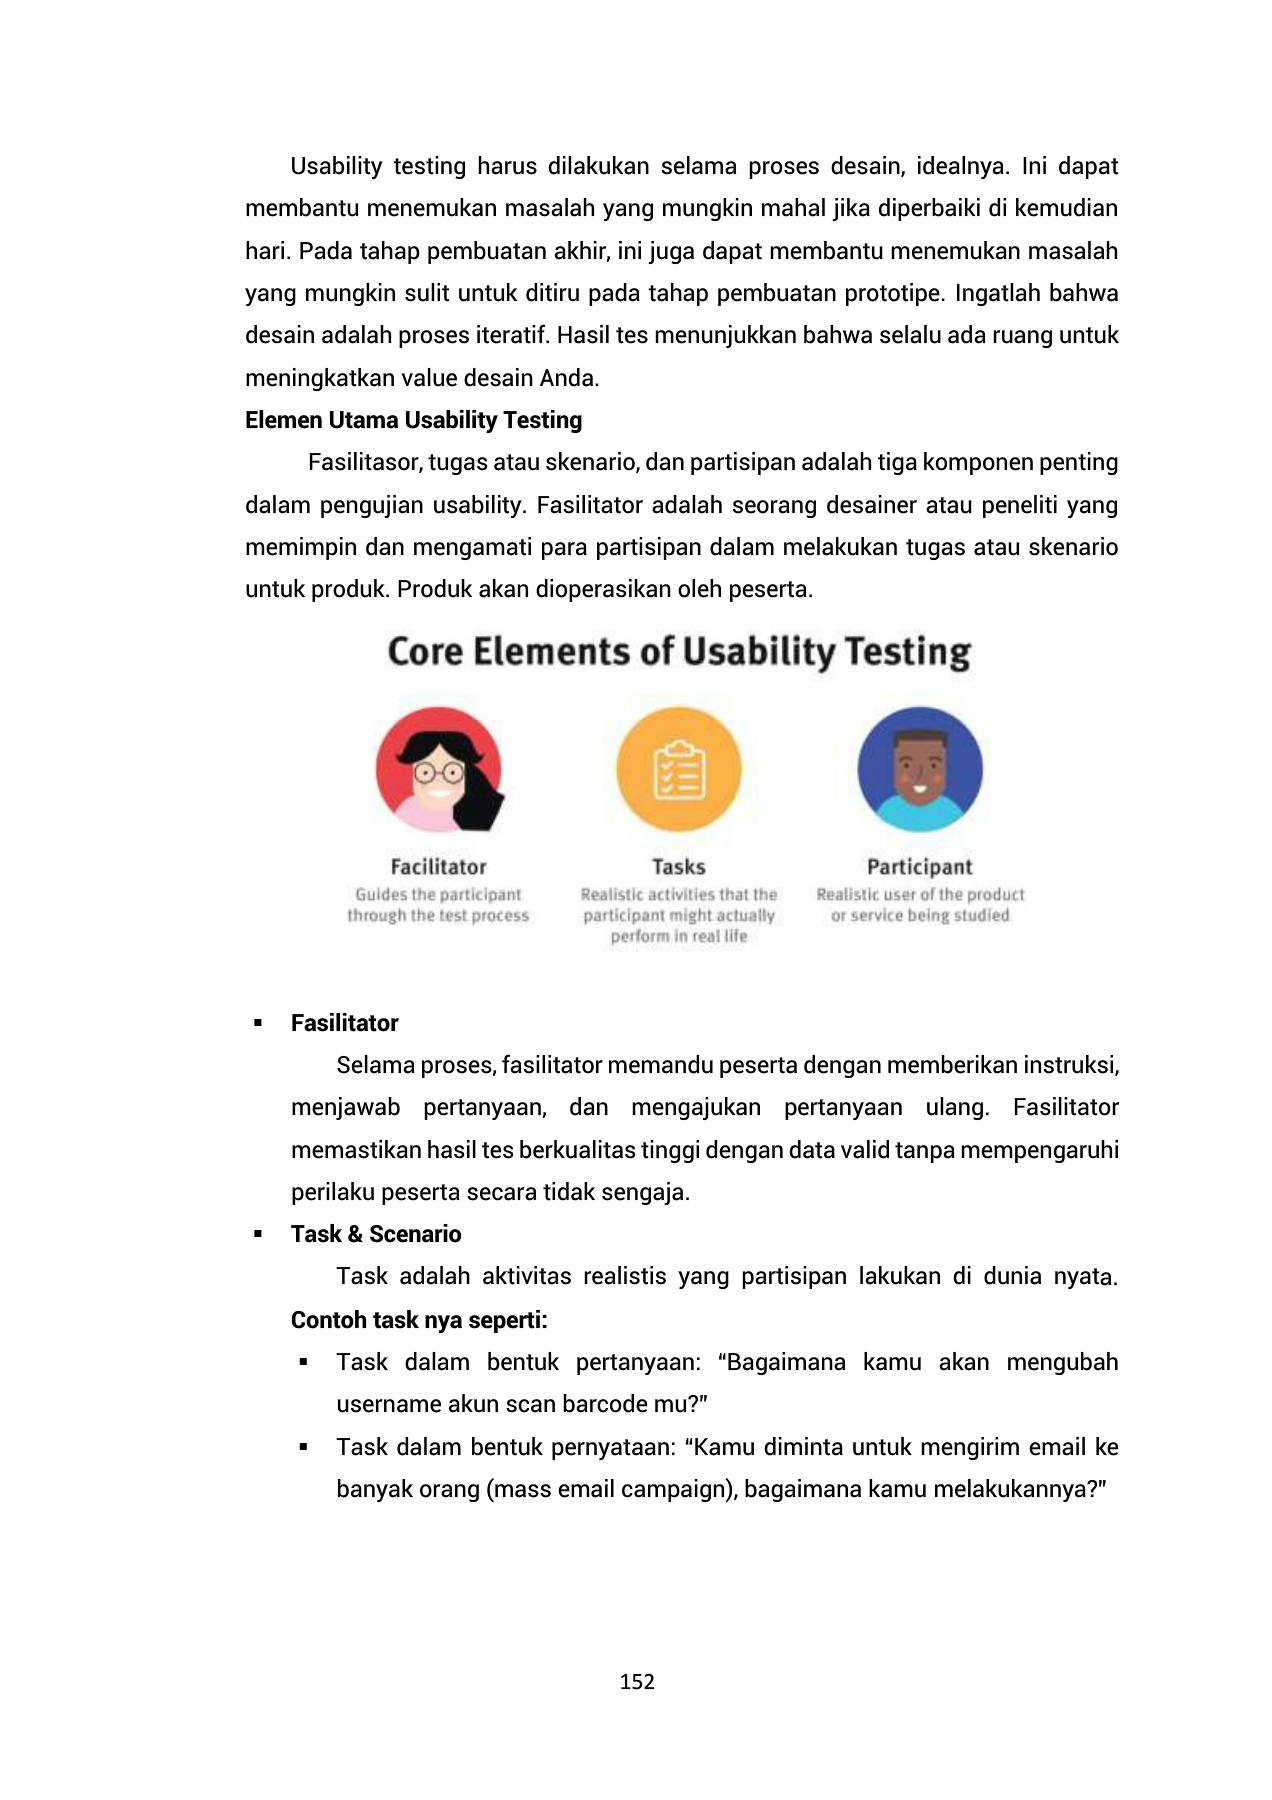 Usability testing harus dilakukan selama proses desain, idealnya. Ini dapat
membantu menemukan masalah yang mungkin mahal jika diperbaiki di kemudian
hari. Pada tahap pembuatan akhir, ini juga dapat membantu menemukan masalah
yang mungkin sulit untuk ditiru pada tahap pembuatan prototipe. Ingatlah bahwa
desain adalah proses iteratif. Hasil tes menunjukkan bahwa selalu ada ruang untuk
meningkatkan value desain Anda.
Elemen Utama Usability Testing
Fasilitasor, tugas atau skenario, dan partisipan adalah tiga komponen penting
dalam pengujian usability. Fasilitator adalah seorang desainer atau peneliti yang
memimpin dan mengamati para partisipan dalam melakukan tugas atau skenario
untuk produk. Produk akan dioperasikan oleh peserta.
Core Elements of Usability Testing
Facilitator
Guides the participant
through the test process
Tasks
Realistic activities that the
participant might actually
perform in real life
Participant
Realistic user of the product
or service being studied
▪ Fasilitator
Selama proses, fasilitator memandu peserta dengan memberikan instruksi,
menjawab pertanyaan, dan mengajukan pertanyaan ulang. Fasilitator
memastikan hasil tes berkualitas tinggi dengan data valid tanpa mempengaruhi
perilaku peserta secara tidak sengaja.
▪ Task & Scenario
Task adalah aktivitas realistis yang partisipan lakukan di dunia nyata.
Contoh task nya seperti:
▪ Task dalam bentuk pertanyaan: “Bagaimana kamu akan mengubah
username akun scan barcode mu?”
▪ Task dalam bentuk pernyataan: “Kamu diminta untuk mengirim email ke
banyak orang (mass email campaign), bagaimana kamu melakukannya?”
152